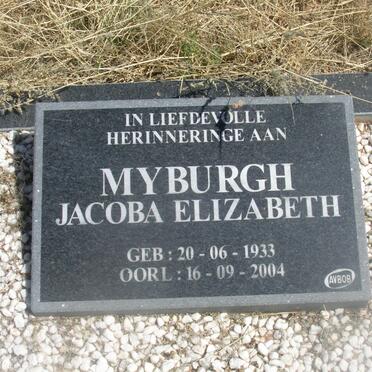 IN LIEFDEVOLLE
HERINNERINGE AAN
MYBURGH
JACOBA ELIZABETH
GEB : 20 - 06 - 1933
OORL : 16 - 09 - 2004
AVBOB